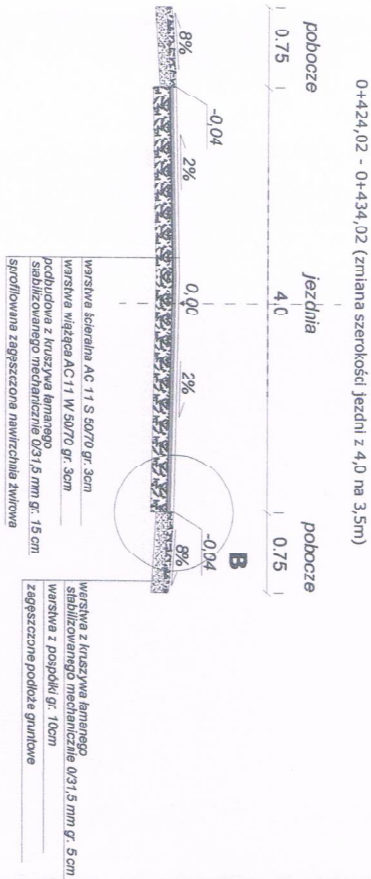 0+424,02 - 0+434,02 (zmiana szerokości jezdni z 4,0 na 3,5m)
pobocze
jezdnia
pobocze
0.75
4.0
0.75
8%
-0,04
2%
0,00
2%
-0,04
8%
B
warstwa ścieralna AC 11 S 50/70 gr. 3cm
warstwa wiążąca AC11 W 50/70 gr. 3cm
podbudowa z kruszywa łamanego
stabilizowanego mechanicznie 0/31,5 mm gr. 15 cm
sprofilowana zagęszczona nawirzchnia żwirowa
warstwa z kruszywa łamanego
stabilizowanego mechanicznie 0/31,5 mm gr. 5 cm
warstwa z pospółki gr. 10cm
zagęszczone podłoże gruntowe